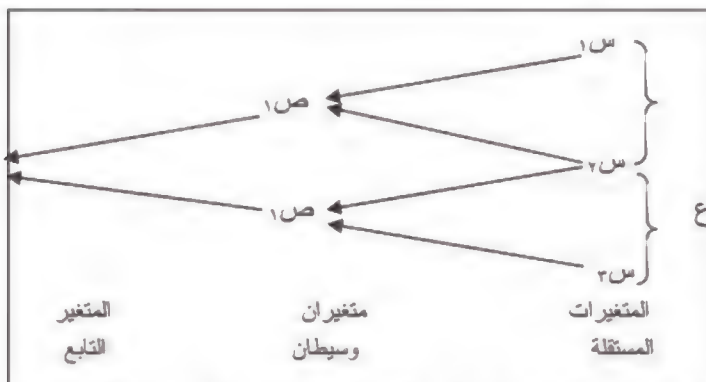 س١
ص١
س٢
ع
ص١
س٣
المتغيرات متغيران المتغير
المستقلة وسيطان التابع